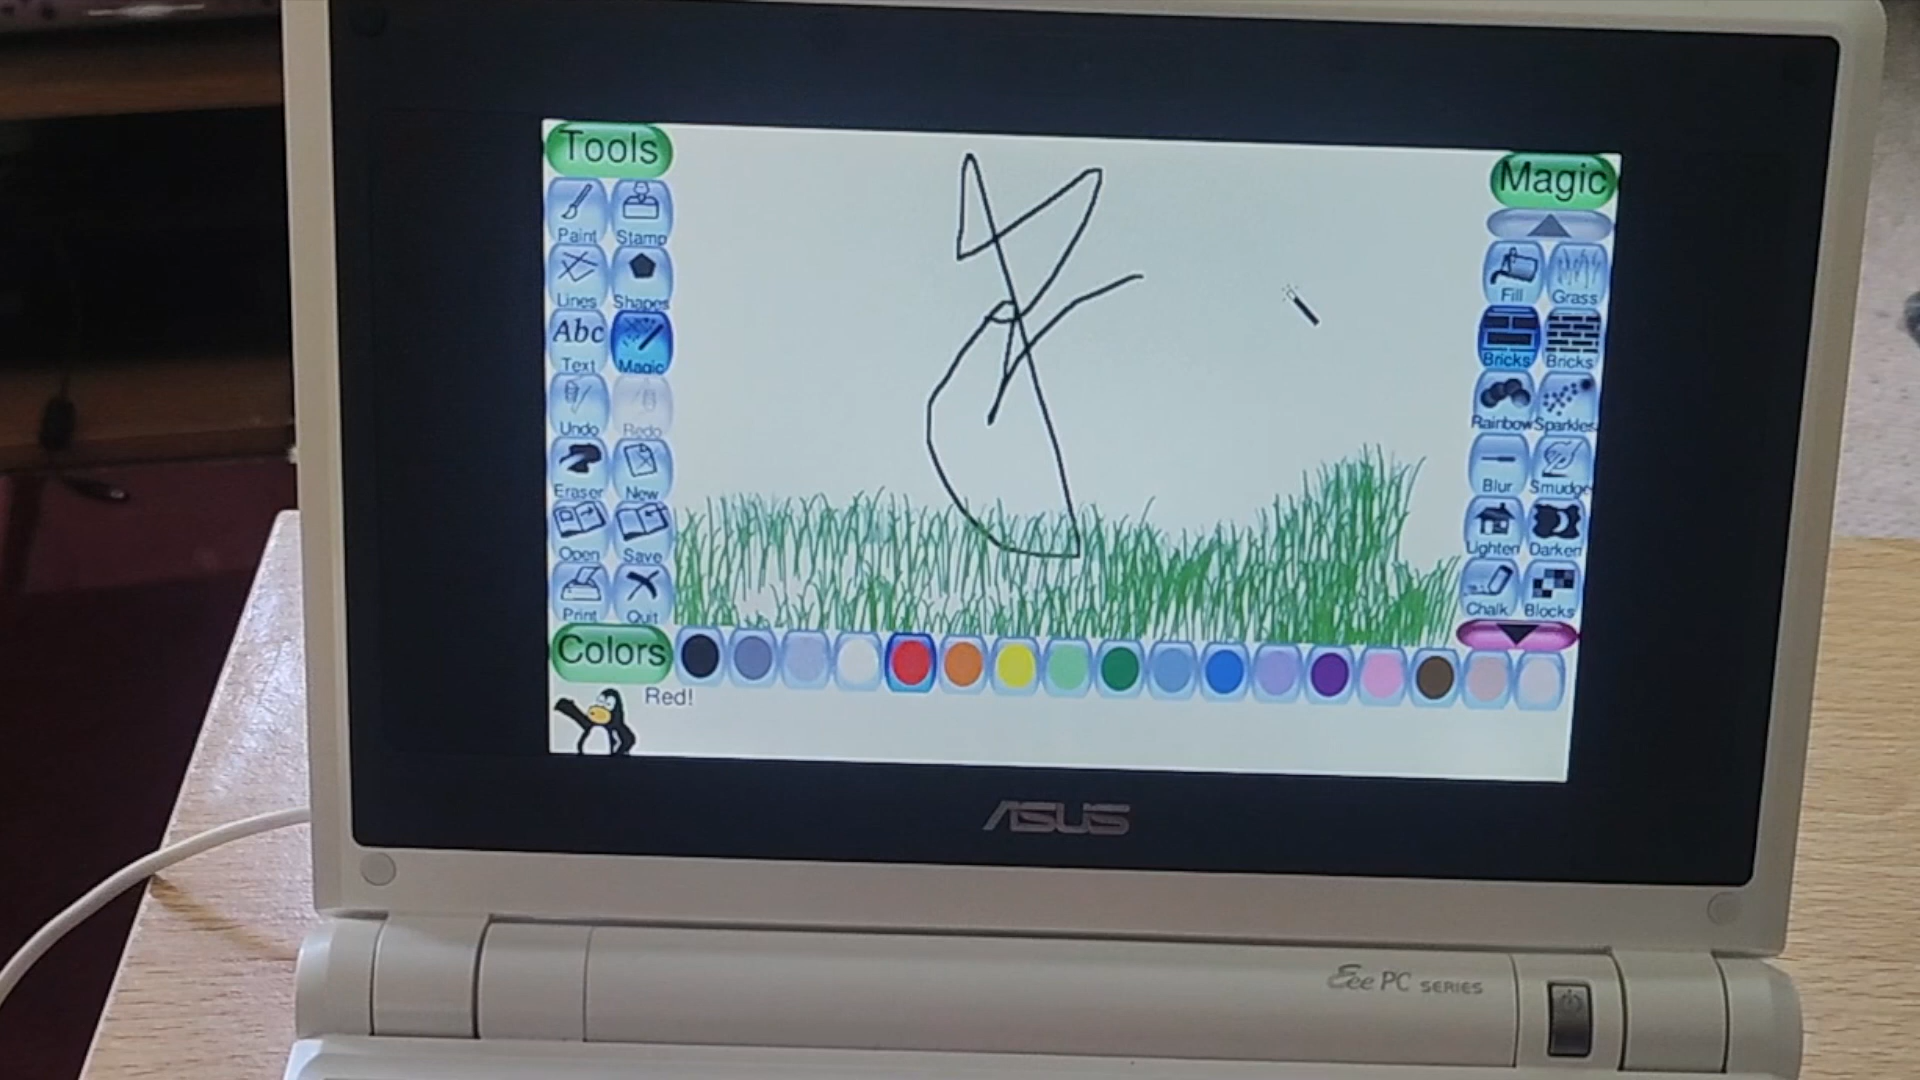 Tools
Magic
Paint Stamp
Lines Shapes
Abc
Text Magic
Undo Redo
Eraser New
Open Save
Print Quit
Fill Grass
Bricks Bricks
Rainbow Sparkles
Blur Smudge
Lighten Darken
Chalk Blocks
Colors
Red!
ASUS
Eee PC SERIES